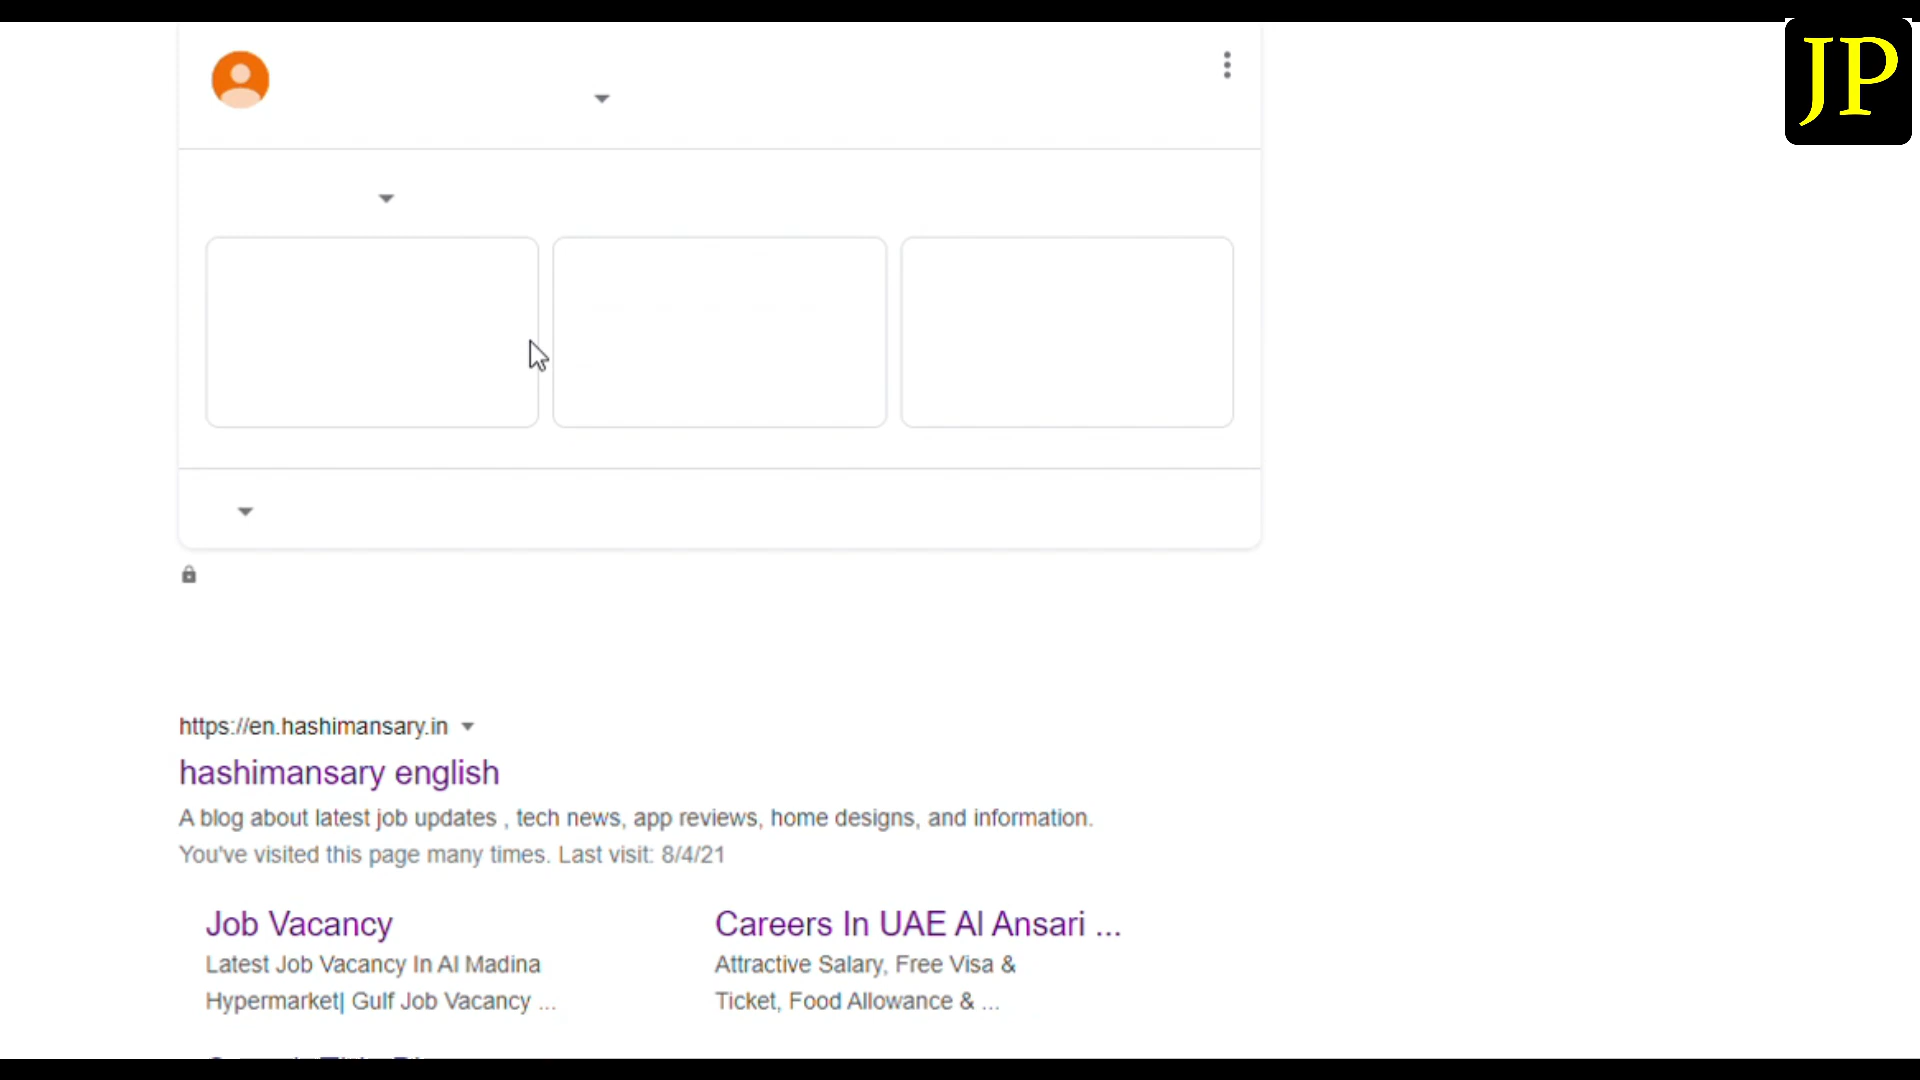 JP
https://en.hashimansary.in
hashimansary english
A blog about latest job updates , tech news, app reviews, home designs, and information.
You've visited this page many times. Last visit: 8/4/21
Job Vacancy
Latest Job Vacancy In Al Madina
Hypermarket| Gulf Job Vacancy ...
Careers In UAE Al Ansari ...
Attractive Salary, Free Visa &
Ticket, Food Allowance & ...